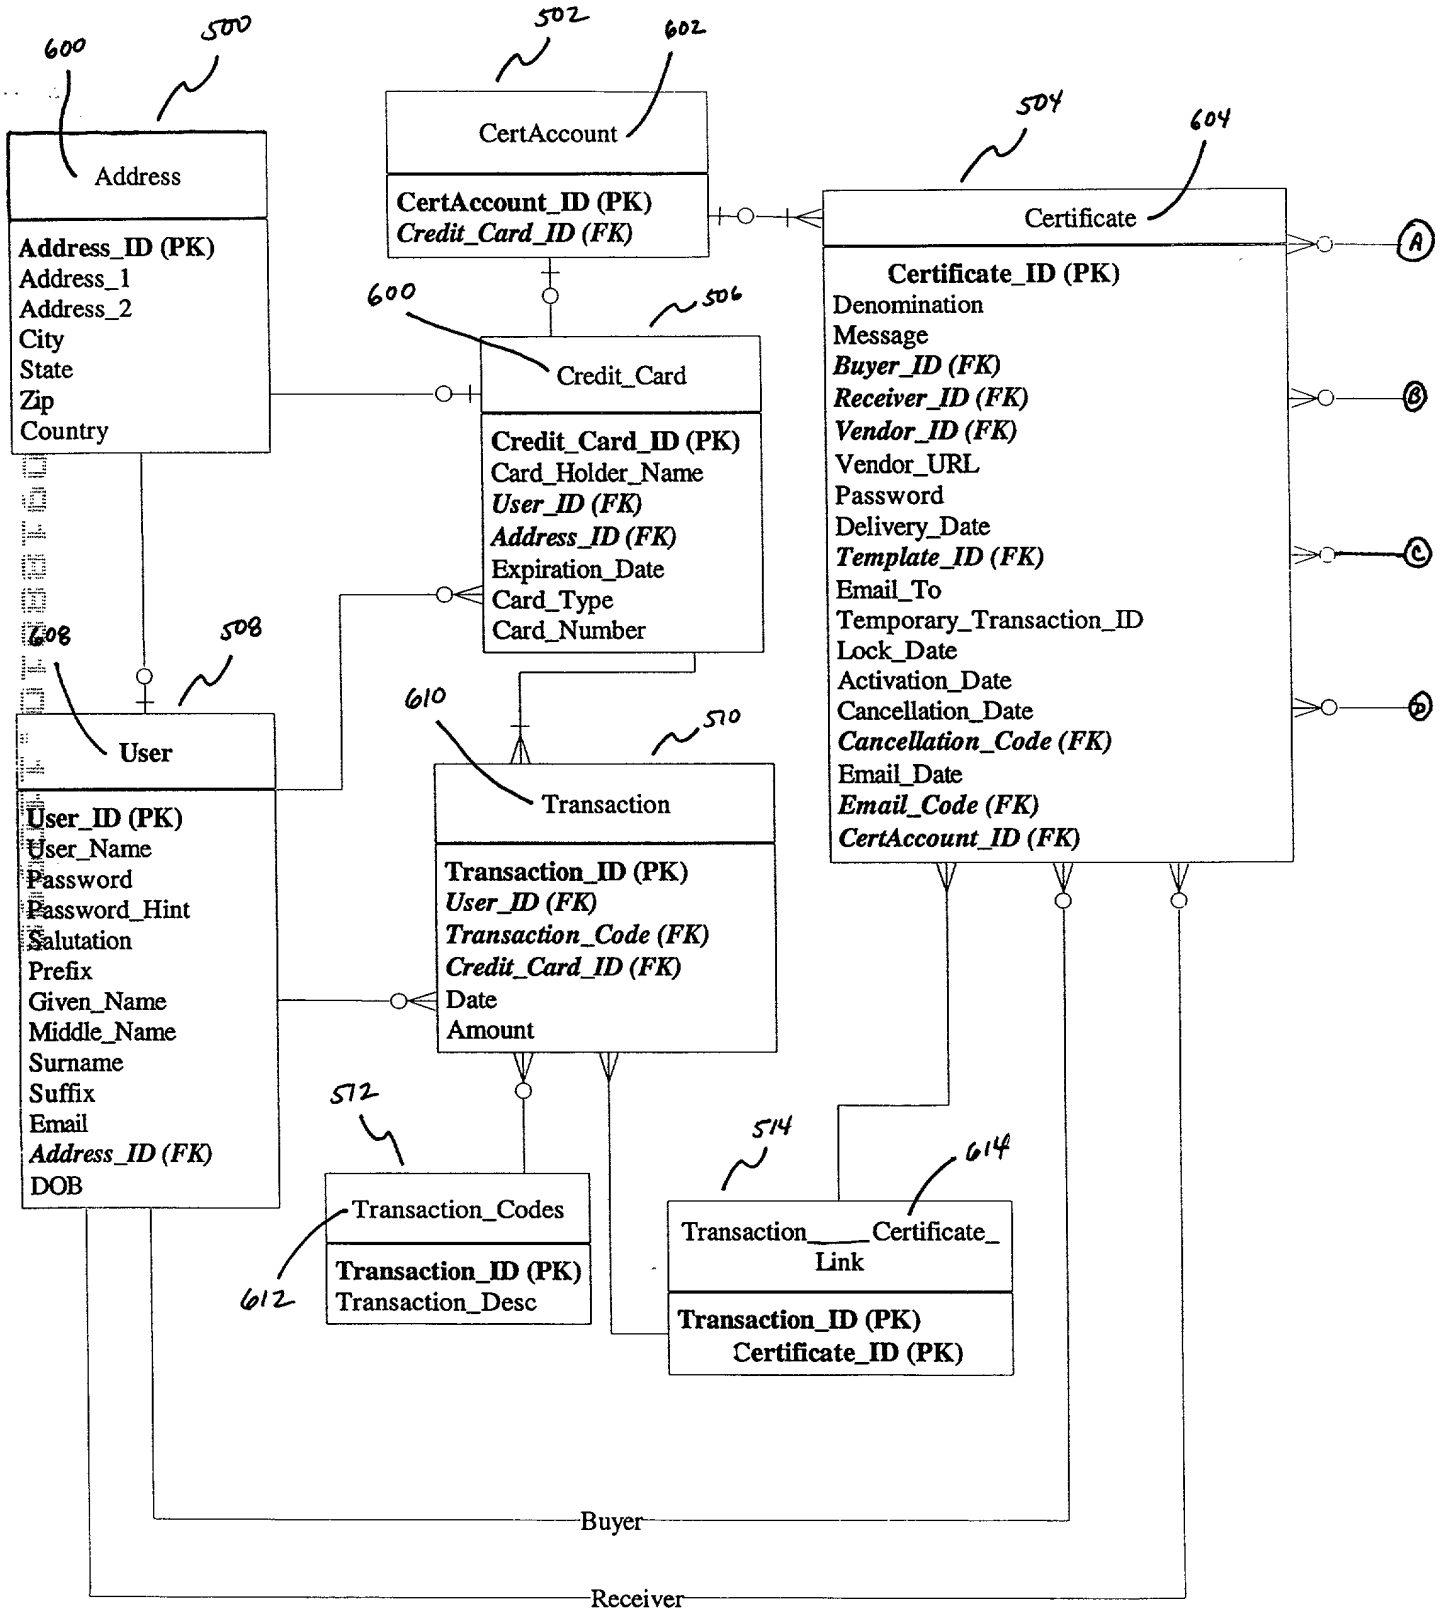 600
500
Address
Address_ID (PK)
Address_1
Address_2
City
State
Zip
Country
502
602
CertAccount
CertAccount_ID (PK)
Credit_Card_ID (FK)
504
604
Certificate
Certificate_ID (PK)
Denomination
Message
Buyer_ID (FK)
Receiver_ID (FK)
Vendor_ID (FK)
Vendor_URL
Password
Delivery_Date
Template_ID (FK)
Email_To
Temporary_Transaction_ID
Lock_Date
Activation_Date
Cancellation_Date
Cancellation_Code (FK)
Email_Date
Email_Code (FK)
CertAccount_ID (FK)
A
B
C
D
600
506
Credit_Card
Credit_Card_ID (PK)
Card_Holder_Name
User_ID (FK)
Address_ID (FK)
Expiration_Date
Card_Type
Card_Number
608
508
User
User_ID (PK)
User_Name
Password
Password_Hint
Salutation
Prefix
Given_Name
Middle_Name
Surname
Suffix
Email
Address_ID (FK)
DOB
610
510
Transaction
Transaction_ID (PK)
User_ID (FK)
Transaction_Code (FK)
Credit_Card_ID (FK)
Date
Amount
512
Transaction_Codes
612
Transaction_ID (PK)
Transaction_Desc
514
614
Transaction____Certificate_
Link
Transaction_ID (PK)
Certificate_ID (PK)
Buyer
Receiver